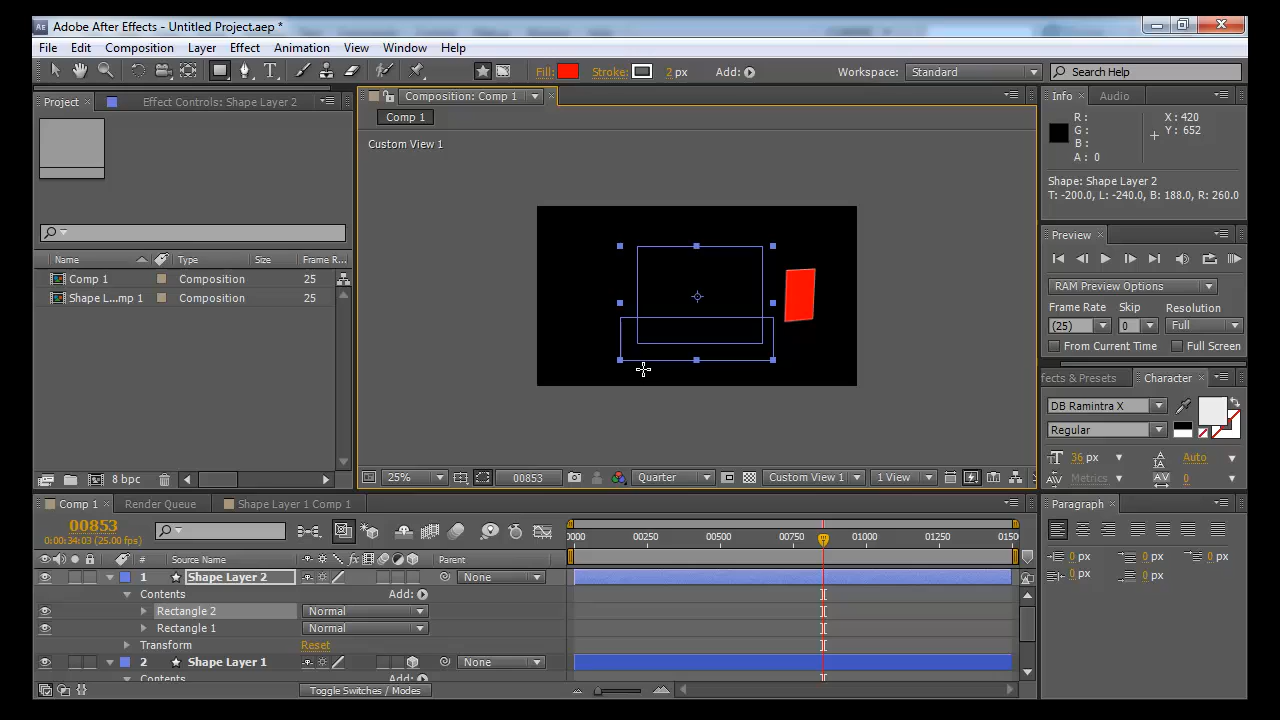 Adobe After Effects - Untitled Project.aep *
File Edit Composition Layer Effect Animation View Window Help
Fill: Stroke: 2 px Add: Workspace: Standard Search Help
Project Effect Controls: Shape Layer 2
Composition: Comp 1
Comp 1
Custom View 1
Info Audio
R : X : 420
G : Y : 652
B :
A : 0
Shape: Shape Layer 2
T: -200.0, L: -240.0, B: 188.0, R: 260.0
Preview
RAM Preview Options
Frame Rate Skip Resolution
(25) 0 Full
From Current Time Full Screen
Name Type Size Frame R...
Comp 1 Composition 25
Shape L...mp 1 Composition 25
8 bpc
25% 00853 Quarter Custom View 1 1 View
ffects & Presets Character
DB Ramintra X
Regular
36 px Auto
Metrics 0
Comp 1 Render Queue Shape Layer 1 Comp 1
00853
0:00:34:03 (25.00 fps)
0000 00250 00500 00750 01000 01250 0150
# Source Name Parent
1 Shape Layer 2 None
Contents Add:
Rectangle 2 Normal
Rectangle 1 Normal
Transform Reset
2 Shape Layer 1 None
Contents Add:
Toggle Switches / Modes
Paragraph
0 px 0 px 0 px
0 px 0 px